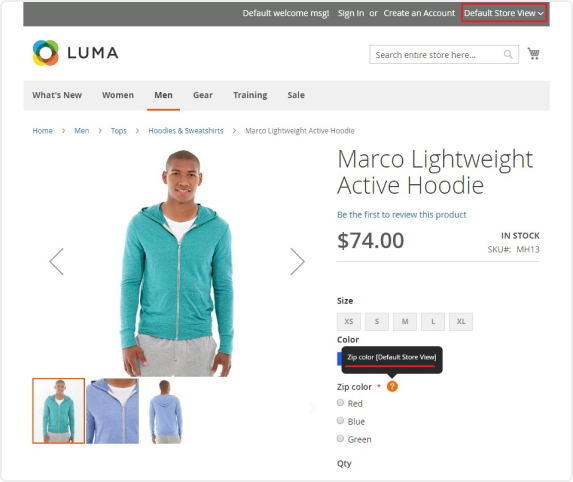 Default welcome msg! Sign In or Create an Account Default Store View
LUMA
Search entire store here...
What's New Women Men Gear Training Sale
Home > Men > Tops > Hoodies & Sweatshirts > Marco Lightweight Active Hoodie
Marco Lightweight
Active Hoodie
Be the first to review this product
$74.00
IN STOCK
SKU#: MH13
Size
XS S M L XL
Color
Zip color [Default Store View]
Zip color * ?
Red
Blue
Green
Qty